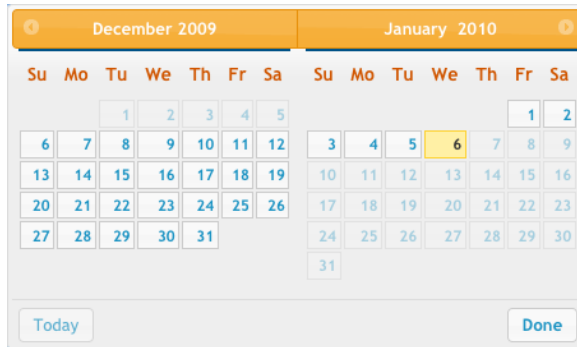 December 2009 January 2010
Su Mo Tu We Th Fr Sa Su Mo Tu We Th Fr Sa
1 2 3 4 5 1 2
6 7 8 9 10 11 12 3 4 5 6 7 8 9
13 14 15 16 17 18 19 10 11 12 13 14 15 16
20 21 22 23 24 25 26 17 18 19 20 21 22 23
27 28 29 30 31 24 25 26 27 28 29 30
31
Today Done